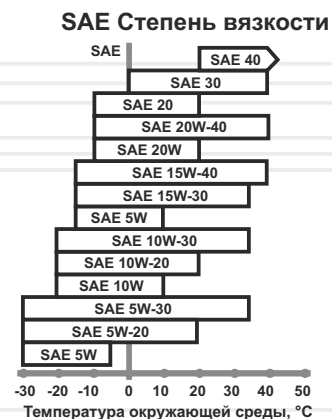 SAE Степень вязкости
SAE
SAE 40
SAE 30
SAE 20
SAE 20W-40
SAE 20W
SAE 15W-40
SAE 15W-30
SAE 5W
SAE 10W-30
SAE 10W-20
SAE 10W
SAE 5W-30
SAE 5W-20
SAE 5W
-30 -20 -10 0 10 20 30 40 50
Температура окружающей среды, °C